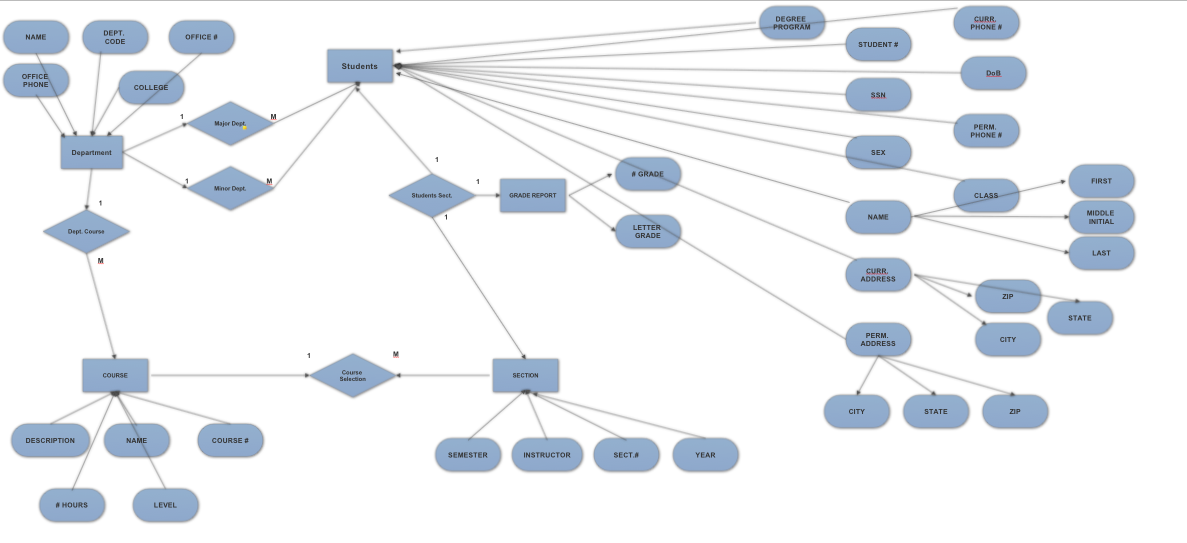 NAME
DEPT.
CODE
OFFICE #
OFFICE
PHONE
COLLEGE
Department
1
Major Dept.
M
1
Minor Dept.
M
Students
DEGREE
PROGRAM
CURR.
PHONE #
STUDENT #
DoB
SSN
PERM.
PHONE #
SEX
CLASS
NAME
FIRST
MIDDLE
INITIAL
LAST
CURR.
ADDRESS
ZIP
STATE
CITY
PERM.
ADDRESS
CITY
STATE
ZIP
1
Students Sect.
1
1
GRADE REPORT
# GRADE
LETTER
GRADE
1
Dept. Course
M
COURSE
1
Course
Selection
M
SECTION
DESCRIPTION
NAME
COURSE #
# HOURS
LEVEL
SEMESTER
INSTRUCTOR
SECT.#
YEAR